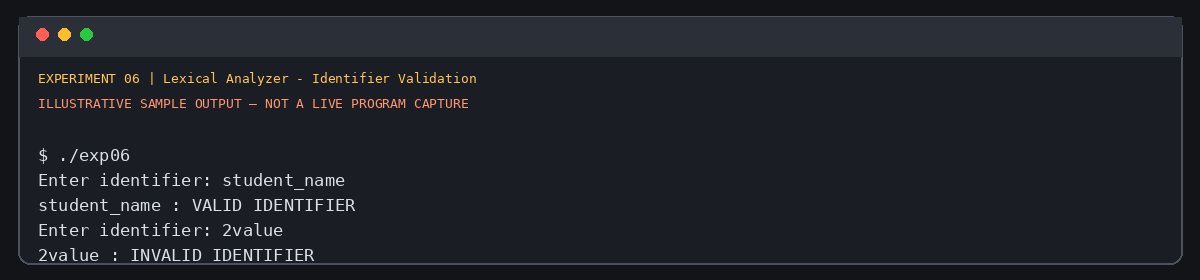 EXPERIMENT 06 | Lexical Analyzer - Identifier Validation
ILLUSTRATIVE SAMPLE OUTPUT — NOT A LIVE PROGRAM CAPTURE
$ ./exp06
Enter identifier: student_name
student_name : VALID IDENTIFIER
Enter identifier: 2value
2value : INVALID IDENTIFIER